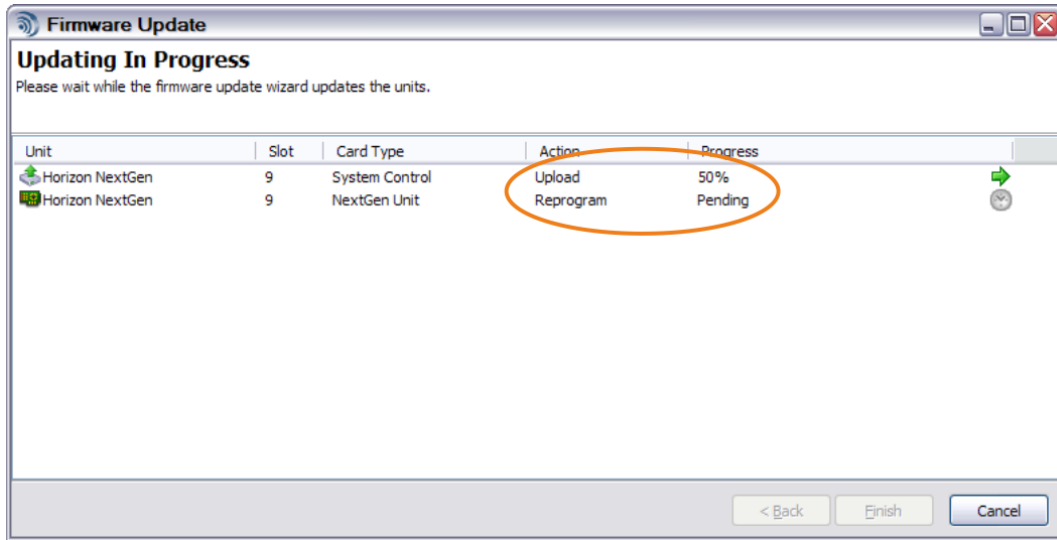 Firmware Update
Updating In Progress
Please wait while the firmware update wizard updates the units.
Unit Slot Card Type Action Progress
Horizon NextGen 9 System Control Upload 50%
Horizon NextGen 9 NextGen Unit Reprogram Pending
< Back Finish Cancel